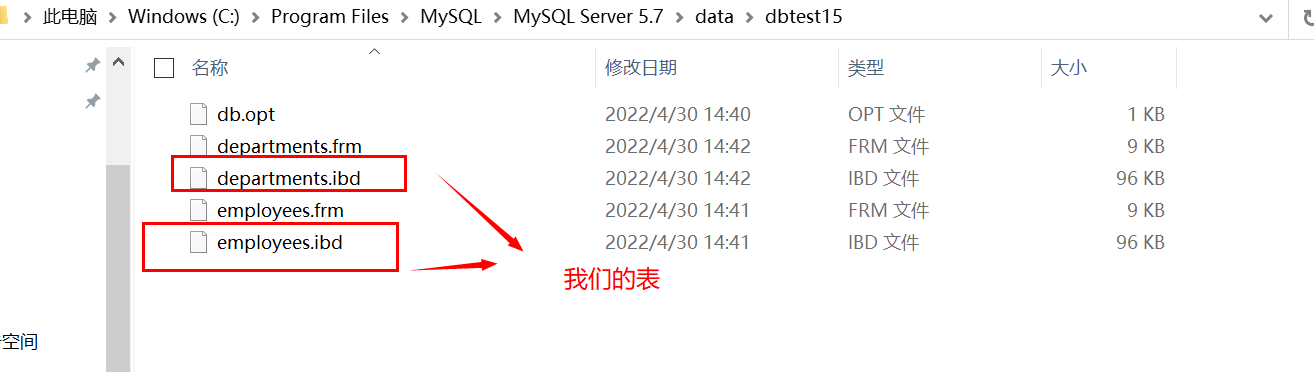 此电脑 > Windows (C:) > Program Files > MySQL > MySQL Server 5.7 > data > dbtest15
名称 修改日期 类型 大小
db.opt 2022/4/30 14:40 OPT 文件 1 KB
departments.frm 2022/4/30 14:42 FRM 文件 9 KB
departments.ibd 2022/4/30 14:42 IBD 文件 96 KB
employees.frm 2022/4/30 14:41 FRM 文件 9 KB
employees.ibd 2022/4/30 14:41 IBD 文件 96 KB
我们的表
空间